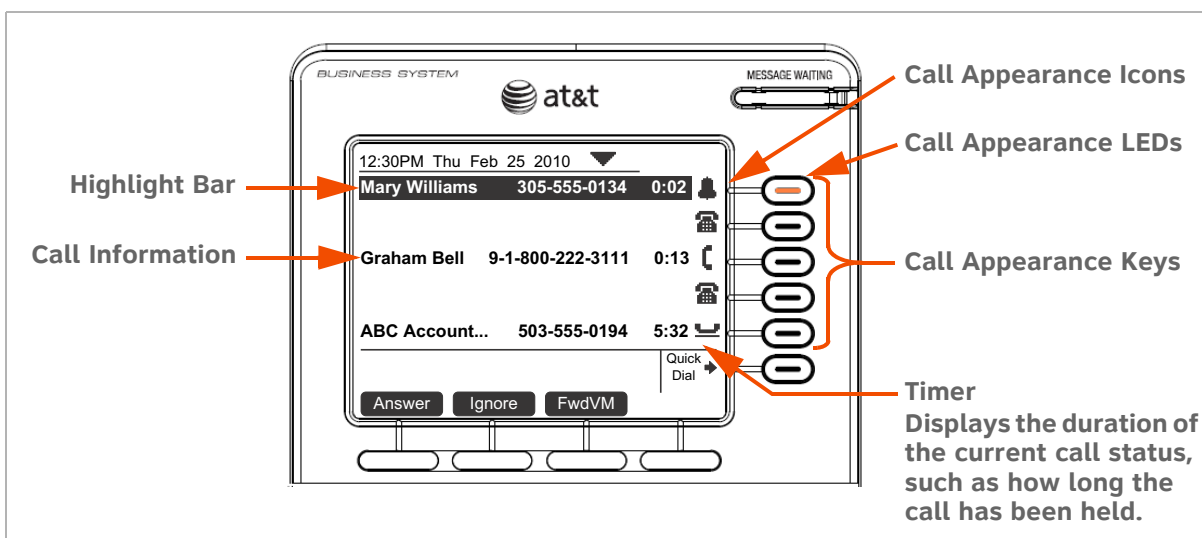 BUSINESS SYSTEM
at&t
MESSAGE WAITING
Call Appearance Icons
Call Appearance LEDs
12:30PM Thu Feb 25 2010
Highlight Bar
Mary Williams 305-555-0134 0:02
Call Information
Graham Bell 9-1-800-222-3111 0:13
Call Appearance Keys
ABC Account... 503-555-0194 5:32
Quick
Dial
Answer Ignore FwdVM
Timer
Displays the duration of
the current call status,
such as how long the
call has been held.